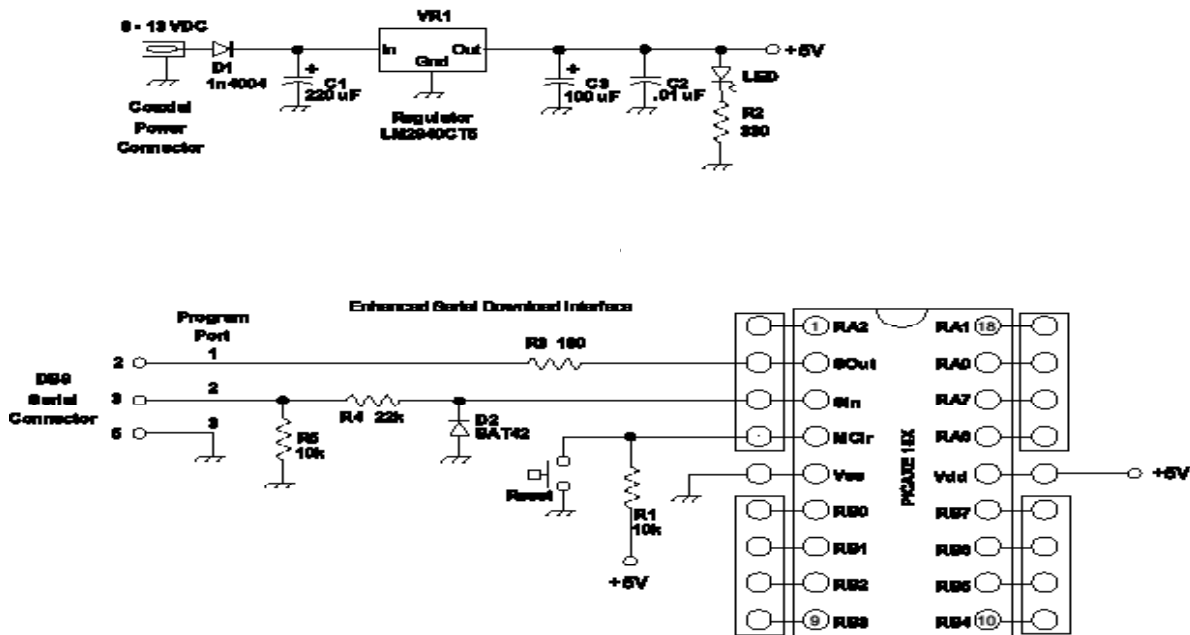 VR1
In
Out
Gnd
+5V
D1
1n4004
+
C1
220 uF
Regulator
LM2940CT5
+
C3
100 uF
C2
.01 uF
LED
R2
330
Coaxial
Power
Connector
Enhanced Serial Download Interface
Program
Port
DB9
Serial
Connector
2
1
3
2
5
3
R3 180
R4 22k
R5
10k
D2
BAT42
Reset
R1
10k
+5V
PICAXE 18X
1 RA2
SOut
Sin
MClr
Vss
RB0
RB1
RB2
9 RB3
RA1 18
RA0
RA7
RA6
Vdd
+5V
RB7
RB6
RB5
RB4 10